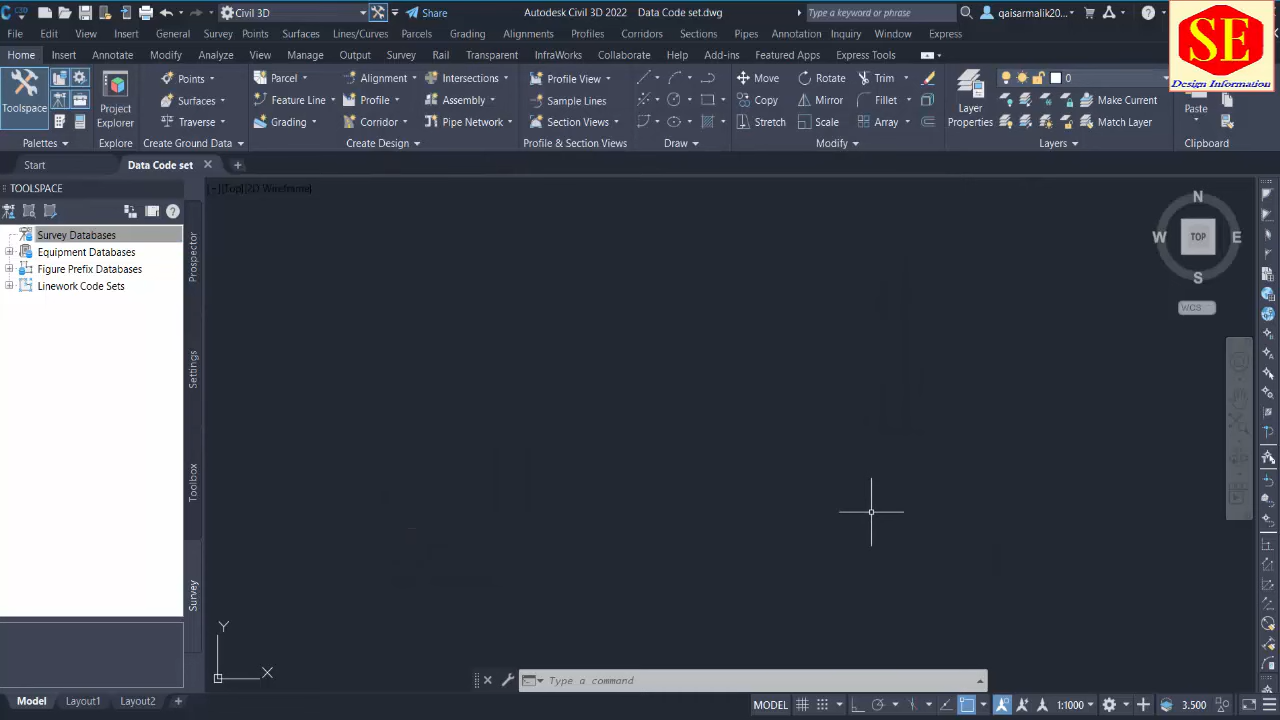 C3D Civil 3D Share Autodesk Civil 3D 2022 Data Code set.dwg Type a keyword or phrase qaisarmalik20...
SE
Design Information
File Edit View Insert General Survey Points Surfaces Lines/Curves Parcels Grading Alignments Profiles Corridors Sections Pipes Annotation Inquiry Window Express
Home Insert Annotate Modify Analyze View Manage Output Survey Rail Transparent InfraWorks Collaborate Help Add-ins Featured Apps Express Tools
Points Parcel Alignment Intersections Profile View Move Rotate Trim 0
Toolspace Project Explorer Surfaces Feature Line Profile Assembly Sample Lines Copy Mirror Fillet Layer Properties Make Current Paste
Traverse Grading Corridor Pipe Network Section Views Stretch Scale Array Match Layer
Palettes Explore Create Ground Data Create Design Profile & Section Views Draw Modify Layers Clipboard
Start Data Code set
TOOLSPACE
[-][Top][2D Wireframe]
N
W TOP E
S
WCS
Survey Databases
Equipment Databases
Figure Prefix Databases
Linework Code Sets
Prospector
Settings
Toolbox
Survey
Y
X
Type a command
Model Layout1 Layout2 MODEL 1:1000 3.500